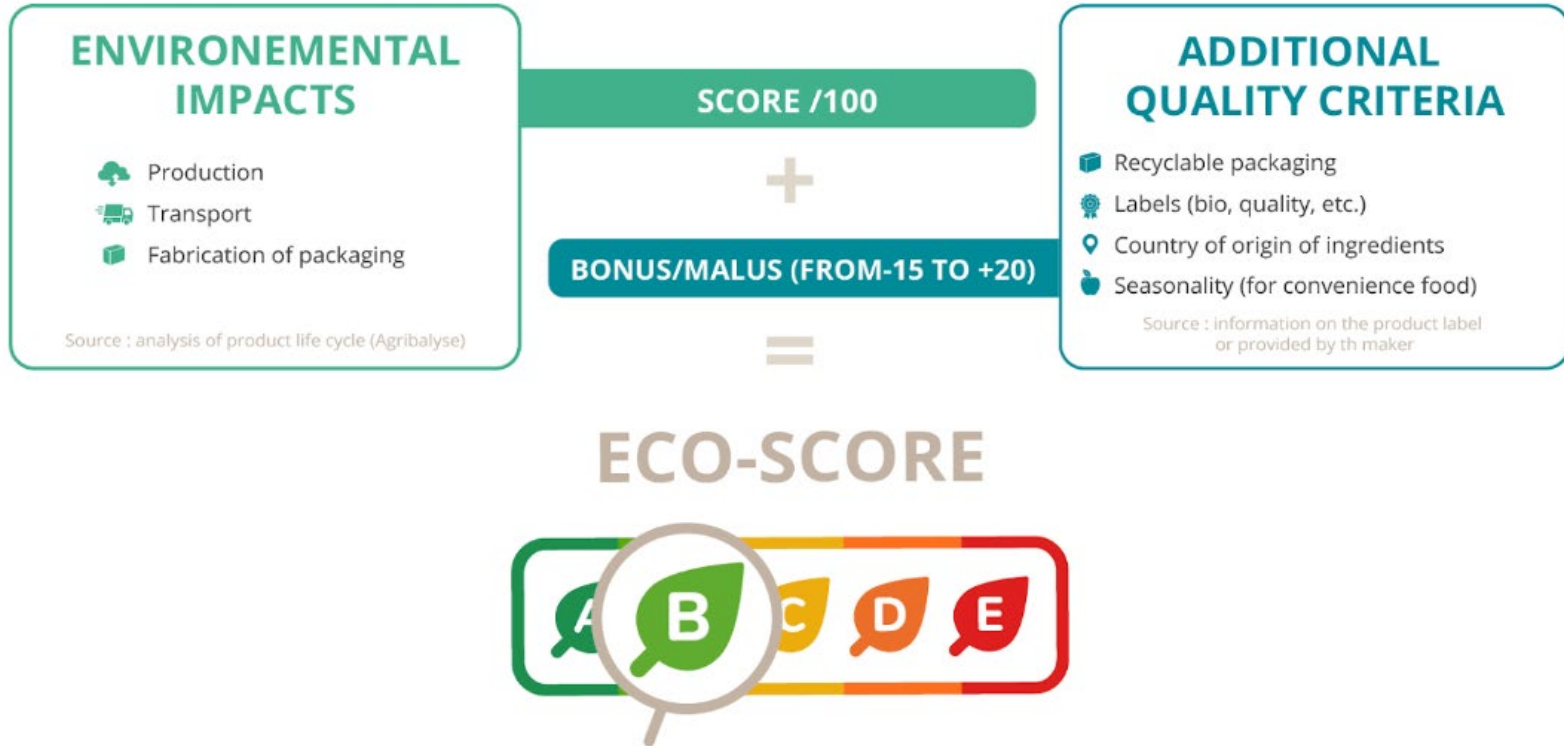 ENVIRONEMENTAL
IMPACTS
Production
Transport
Fabrication of packaging
Source : analysis of product life cycle (Agribalyse)
SCORE /100
+
BONUS/MALUS (FROM-15 TO +20)
=
ADDITIONAL
QUALITY CRITERIA
Recyclable packaging
Labels (bio, quality, etc.)
Country of origin of ingredients
Seasonality (for convenience food)
Source : information on the product label
or provided by th maker
ECO-SCORE
A B C D E